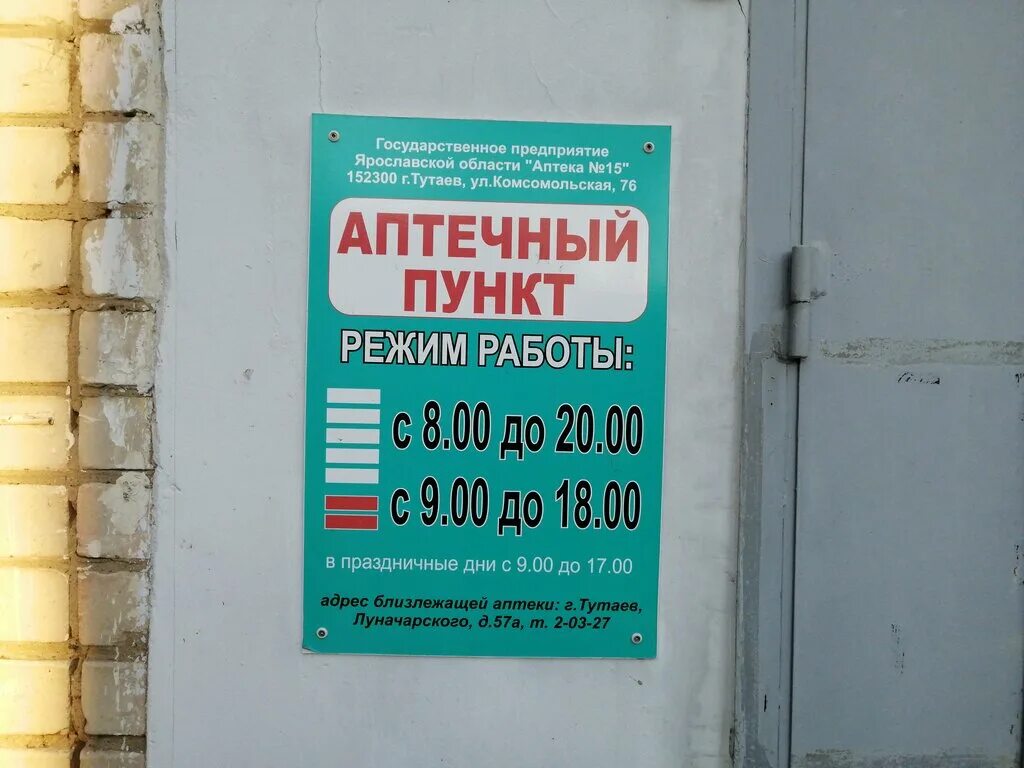 Государственное предприятие
Ярославской области "Аптека №15"
152300 г.Тутаев, ул.Комсомольская, 76
АПТЕЧНЫЙ
ПУНКТ
РЕЖИМ РАБОТЫ:
с 8.00 до 20.00
с 9.00 до 18.00
в праздничные дни с 9.00 до 17.00
адрес близлежащей аптеки: г.Тутаев,
Луначарского, д.57а, т. 2-03-27